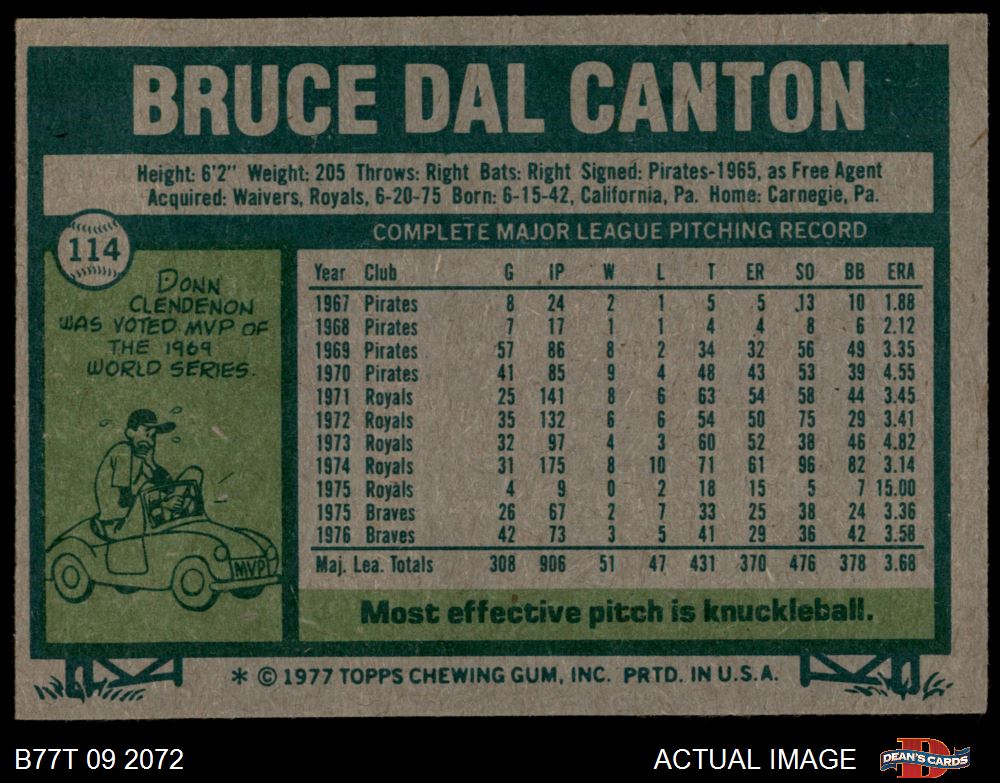 BRUCE DAL CANTON
Height: 6'2" Weight: 205 Throws: Right Bats: Right Signed: Pirates-1965, as Free Agent
Acquired: Waivers, Royals, 6-20-75 Born: 6-15-42, California, Pa. Home: Carnegie, Pa.
114
DONN
CLENDENON
WAS VOTED MVP OF
THE 1969
WORLD SERIES.
MVP
COMPLETE MAJOR LEAGUE PITCHING RECORD
Year Club G IP W L T ER SO BB ERA
1967 Pirates 8 24 2 1 5 5 13 10 1.88
1968 Pirates 7 17 1 1 4 4 8 6 2.12
1969 Pirates 57 86 8 2 34 32 56 49 3.35
1970 Pirates 41 85 9 4 48 43 53 39 4.55
1971 Royals 25 141 8 6 63 54 58 44 3.45
1972 Royals 35 132 6 6 54 50 75 29 3.41
1973 Royals 32 97 4 3 60 52 38 46 4.82
1974 Royals 31 175 8 10 71 61 96 82 3.14
1975 Royals 4 9 0 2 18 15 5 7 15.00
1975 Braves 26 67 2 7 33 25 38 24 3.36
1976 Braves 42 73 3 5 41 29 36 42 3.58
Maj. Lea. Totals 308 906 51 47 431 370 476 378 3.68
Most effective pitch is knuckleball.
* © 1977 TOPPS CHEWING GUM, INC. PRTD. IN U.S.A.
B77T 09 2072
ACTUAL IMAGE
DEAN'S CARDS